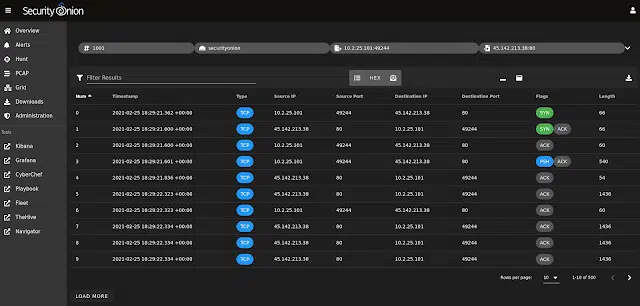 Security Onion
Overview
Alerts
Hunt
PCAP
Grid
Downloads
Administration
Tools
Kibana
Grafana
CyberChef
Playbook
Fleet
TheHive
Navigator
1001 securityonion 10.2.25.101:49244 45.142.213.38:80
Filter Results HEX
Num Timestamp Type Source IP Source Port Destination IP Destination Port Flags Length
0 2021-02-25 18:29:21.362 +00:00 TCP 10.2.25.101 49244 45.142.213.38 80 SYN 66
1 2021-02-25 18:29:21.600 +00:00 TCP 45.142.213.38 80 10.2.25.101 49244 SYN ACK 66
2 2021-02-25 18:29:21.600 +00:00 TCP 10.2.25.101 49244 45.142.213.38 80 ACK 60
3 2021-02-25 18:29:21.601 +00:00 TCP 10.2.25.101 49244 45.142.213.38 80 PSH ACK 540
4 2021-02-25 18:29:21.836 +00:00 TCP 45.142.213.38 80 10.2.25.101 49244 ACK 54
5 2021-02-25 18:29:22.323 +00:00 TCP 45.142.213.38 80 10.2.25.101 49244 ACK 1436
6 2021-02-25 18:29:22.323 +00:00 TCP 10.2.25.101 49244 45.142.213.38 80 ACK 60
7 2021-02-25 18:29:22.334 +00:00 TCP 45.142.213.38 80 10.2.25.101 49244 ACK 1436
8 2021-02-25 18:29:22.334 +00:00 TCP 45.142.213.38 80 10.2.25.101 49244 ACK 1436
9 2021-02-25 18:29:22.334 +00:00 TCP 45.142.213.38 80 10.2.25.101 49244 ACK 1436
Rows per page: 10 1-10 of 500
LOAD MORE